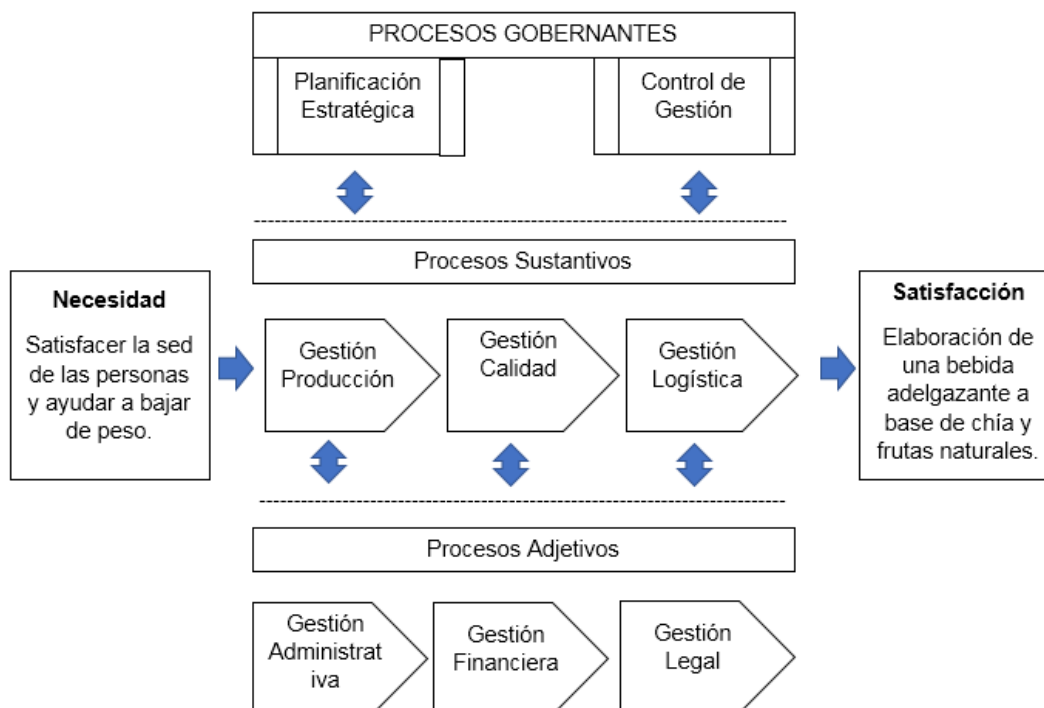 PROCESOS GOBERNANTES
Planificación
Estratégica
Control de
Gestión
Procesos Sustantivos
Necesidad
Satisfacer la sed
de las personas
y ayudar a bajar
de peso.
Gestión
Producción
Gestión
Calidad
Gestión
Logística
Satisfacción
Elaboración de
una bebida
adelgazante a
base de chía y
frutas naturales.
Procesos Adjetivos
Gestión
Administrat
iva
Gestión
Financiera
Gestión
Legal